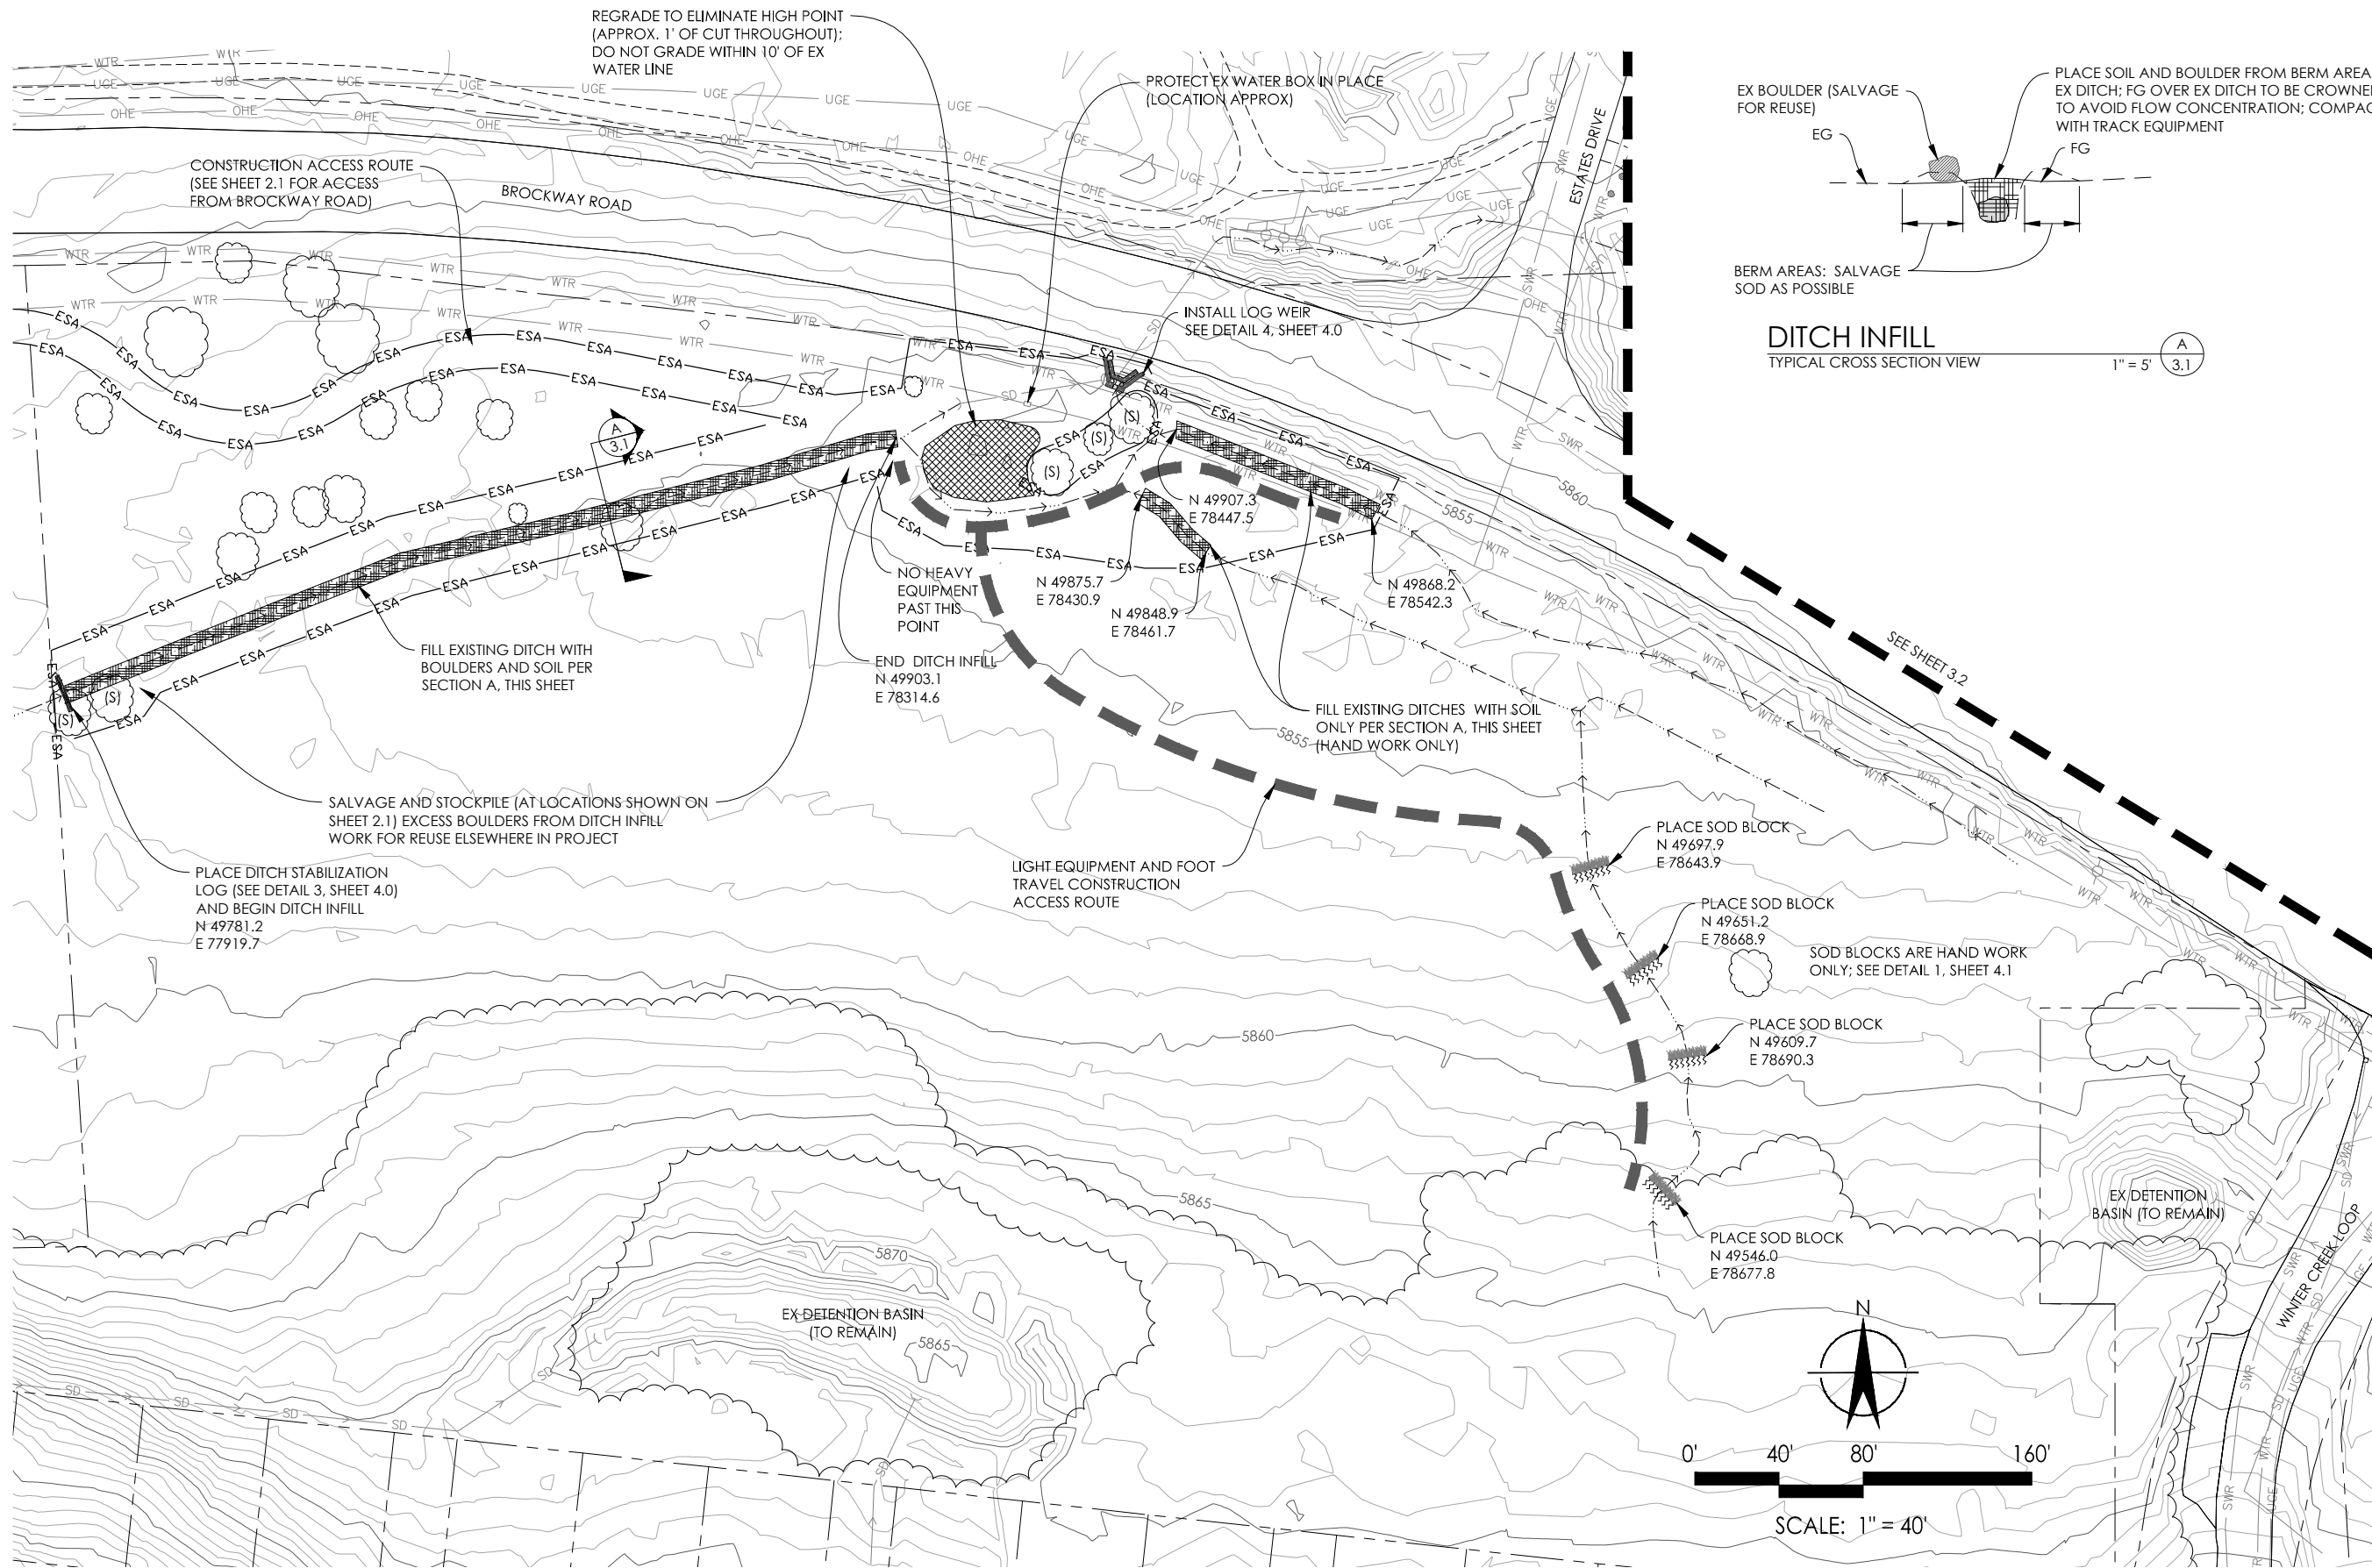 REGRADE TO ELIMINATE HIGH POINT
(APPROX. 1' OF CUT THROUGHOUT);
DO NOT GRADE WITHIN 10' OF EX
WATER LINE
PROTECT EX WATER BOX IN PLACE
(LOCATION APPROX)
CONSTRUCTION ACCESS ROUTE
(SEE SHEET 2.1 FOR ACCESS
FROM BROCKWAY ROAD)
BROCKWAY ROAD
ESTATES DRIVE
EX BOULDER (SALVAGE
FOR REUSE)
EG
PLACE SOIL AND BOULDER FROM BERM AREA
EX DITCH; FG OVER EX DITCH TO BE CROWNE
TO AVOID FLOW CONCENTRATION; COMPAC
WITH TRACK EQUIPMENT
FG
BERM AREAS: SALVAGE
SOD AS POSSIBLE
DITCH INFILL
TYPICAL CROSS SECTION VIEW
1" = 5'
A
3.1
INSTALL LOG WEIR
SEE DETAIL 4, SHEET 4.0
A
3.1
(S)
(S)
(S)
N 49907.3
E 78447.5
5860
5855
NO HEAVY
EQUIPMENT
PAST THIS
POINT
N 49875.7
E 78430.9
N 49848.9
E 78461.7
N 49868.2
E 78542.3
END DITCH INFILL
N 49903.1
E 78314.6
FILL EXISTING DITCH WITH
BOULDERS AND SOIL PER
SECTION A, THIS SHEET
(S)
(S)
SEE SHEET 3.2
FILL EXISTING DITCHES WITH SOIL
ONLY PER SECTION A, THIS SHEET
(HAND WORK ONLY)
5855
SALVAGE AND STOCKPILE (AT LOCATIONS SHOWN ON
SHEET 2.1) EXCESS BOULDERS FROM DITCH INFILL
WORK FOR REUSE ELSEWHERE IN PROJECT
PLACE DITCH STABILIZATION
LOG (SEE DETAIL 3, SHEET 4.0)
AND BEGIN DITCH INFILL
N 49781.2
E 77919.7
LIGHT EQUIPMENT AND FOOT
TRAVEL CONSTRUCTION
ACCESS ROUTE
PLACE SOD BLOCK
N 49697.9
E 78643.9
PLACE SOD BLOCK
N 49651.2
E 78668.9
SOD BLOCKS ARE HAND WORK
ONLY; SEE DETAIL 1, SHEET 4.1
PLACE SOD BLOCK
N 49609.7
E 78690.3
5860
5865
PLACE SOD BLOCK
N 49546.0
E 78677.8
EX DETENTION
BASIN (TO REMAIN)
WINTER CREEK LOOP
5870
EX DETENTION BASIN
(TO REMAIN)
5865
SD
SD
SD
SD
N
0' 40' 80' 160'
SCALE: 1" = 40'